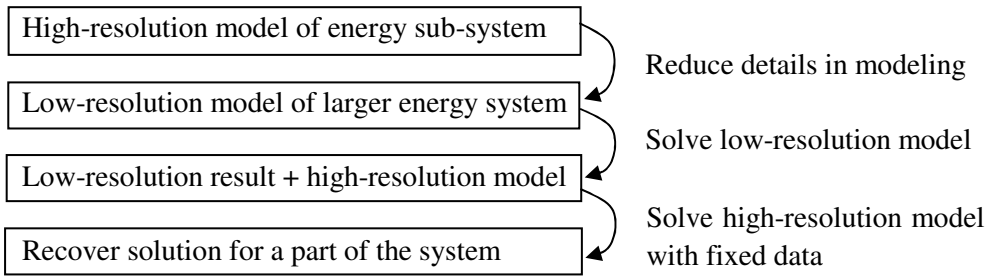 High-resolution model of energy sub-system
Reduce details in modeling
Low-resolution model of larger energy system
Solve low-resolution model
Low-resolution result + high-resolution model
Solve high-resolution model
with fixed data
Recover solution for a part of the system